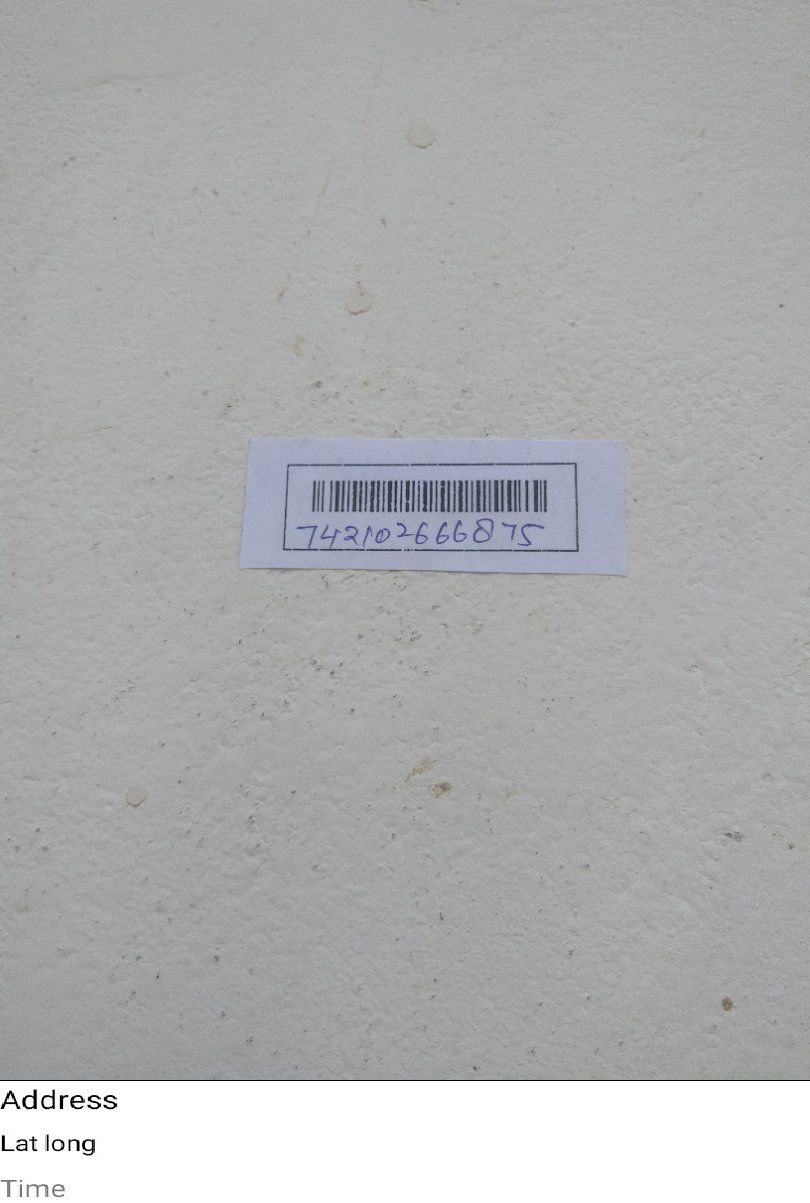 742102666875
Address
Lat long
Time